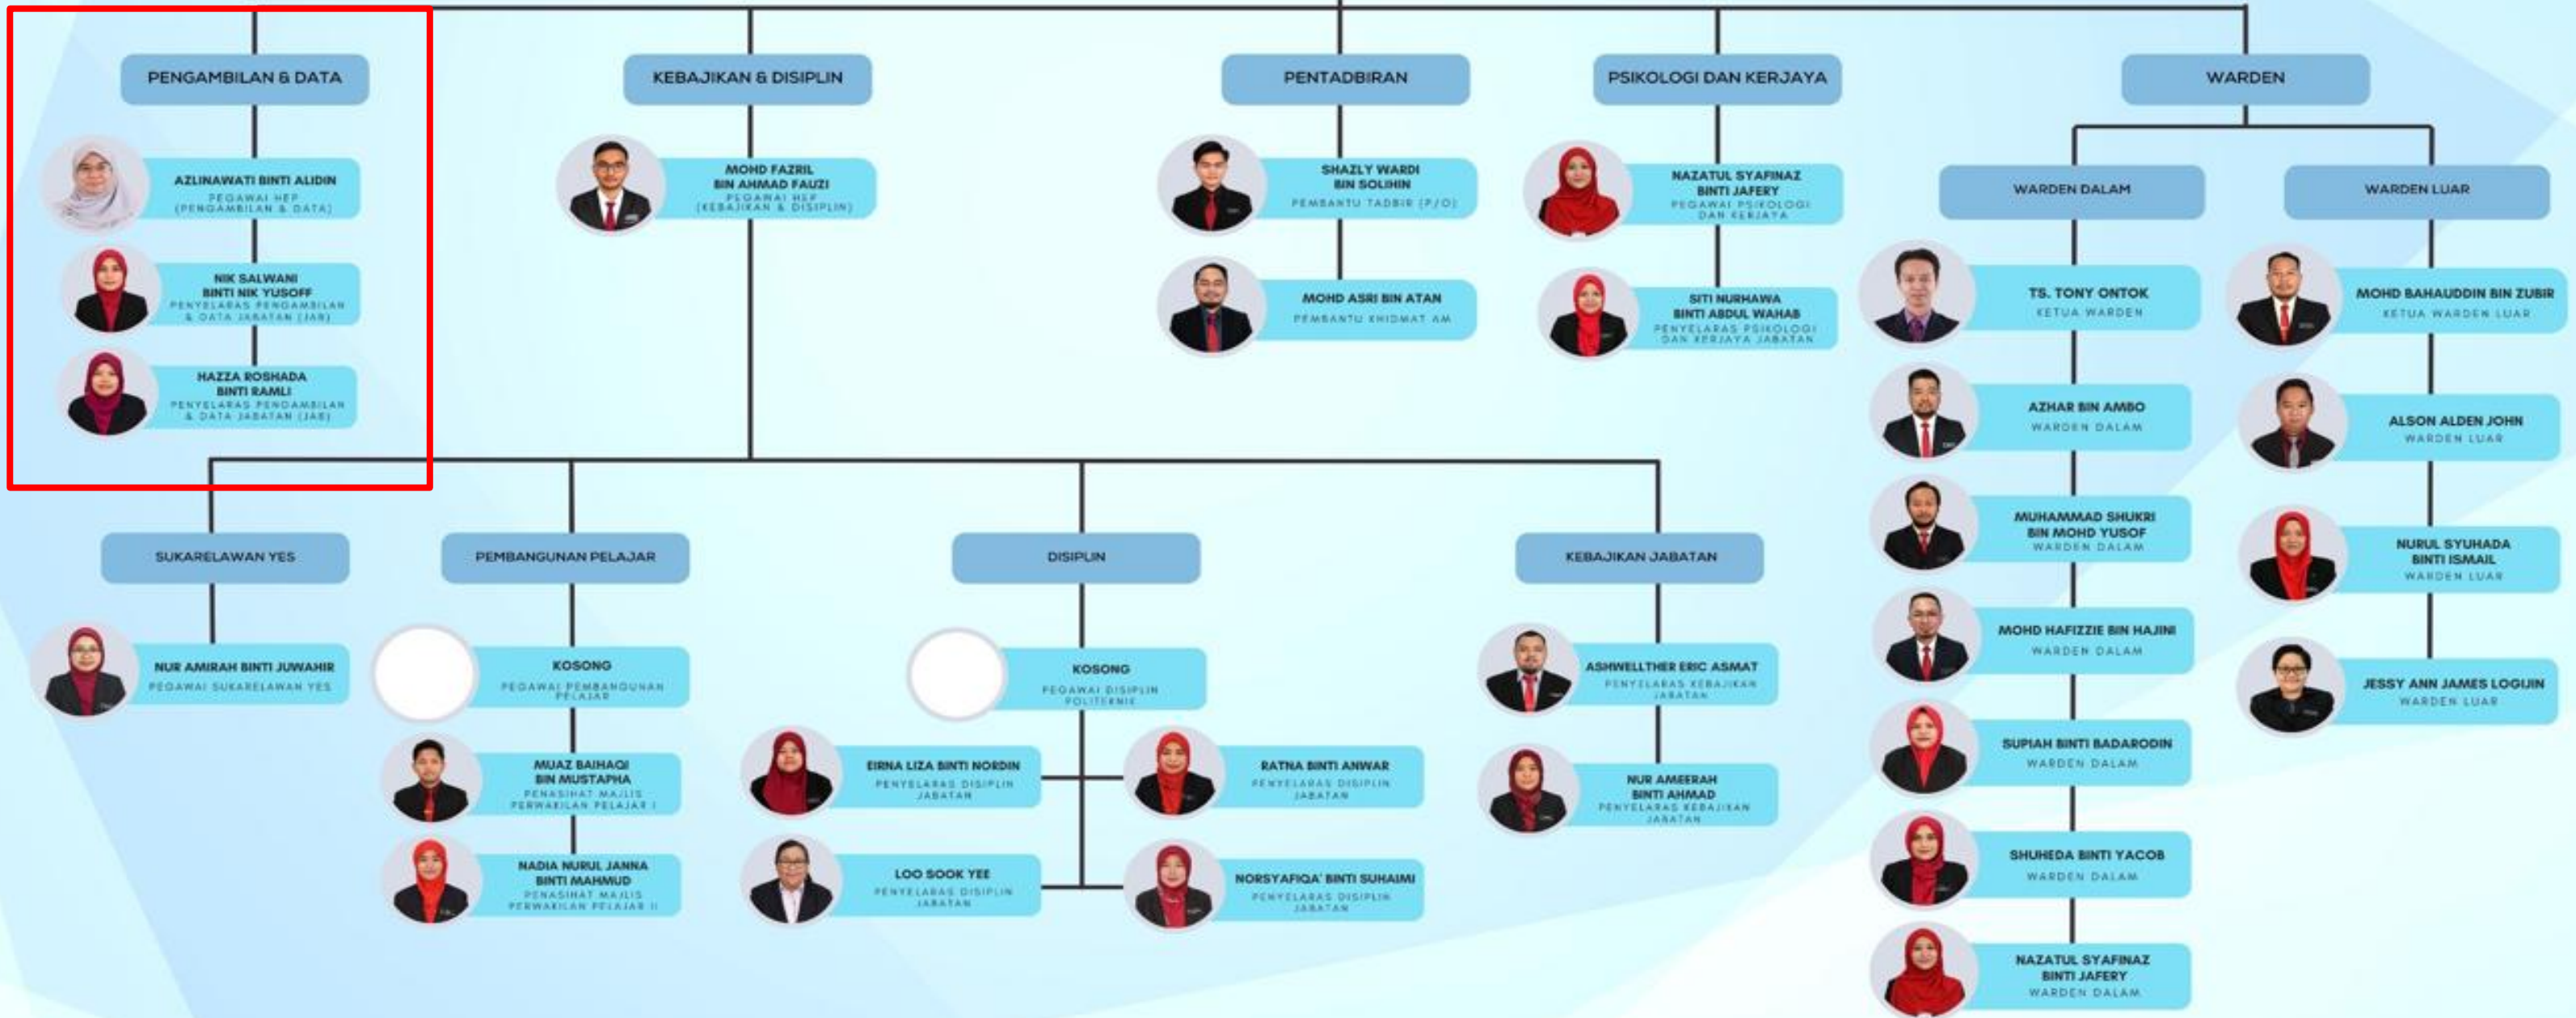 PENGAMBILAN & DATA
AZLINAWATI BINTI ALIDIN
PEGAWAI HEP
(PENGAMBILAN & DATA)
NIK SALWANI
BINTI NIK YUSOFF
PENYELARAS PENGAMBILAN
& DATA JABATAN (JAB)
HAZZA ROSHADA
BINTI RAMLI
PENYELARAS PENGAMBILAN
& DATA JABATAN (JAB)
KEBAJIKAN & DISIPLIN
MOHD FAZRIL
BIN AHMAD FAUZI
PEGAWAI HEP
(KEBAJIKAN & DISIPLIN)
SUKARELAWAN YES
NUR AMIRAH BINTI JUWAHIR
PEGAWAI SUKARELAWAN YES
PEMBANGUNAN PELAJAR
KOSONG
PEGAWAI PEMBANGUNAN
PELAJAR
MUAZ BAIHAQI
BIN MUSTAPHA
PENASIHAT MAJLIS
PERWAKILAN PELAJAR I
NADIA NURUL JANNA
BINTI MAHMUD
PENASIHAT MAJLIS
PERWAKILAN PELAJAR II
DISIPLIN
KOSONG
PEGAWAI DISIPLIN
POLITEKNIK
EIRNA LIZA BINTI NORDIN
PENYELARAS DISIPLIN
JABATAN
RATNA BINTI ANWAR
PENYELARAS DISIPLIN
JABATAN
LOO SOOK YEE
PENYELARAS DISIPLIN
JABATAN
NORSYAFIQA' BINTI SUHAIMI
PENYELARAS DISIPLIN
JABATAN
KEBAJIKAN JABATAN
ASHWELLTHER ERIC ASMAT
PENYELARAS KEBAJIKAN
JABATAN
NUR AMEERAH
BINTI AHMAD
PENYELARAS KEBAJIKAN
JABATAN
PENTADBIRAN
SHAZLY WARDI
BIN SOLIHIN
PEMBANTU TADBIR (P/O)
MOHD ASRI BIN ATAN
PEMBANTU KHIDMAT AM
PSIKOLOGI DAN KERJAYA
NAZATUL SYAFINAZ
BINTI JAFERY
PEGAWAI PSIKOLOGI
DAN KERJAYA
SITI NURHAWA
BINTI ABDUL WAHAB
PENYELARAS PSIKOLOGI
DAN KERJAYA JABATAN
WARDEN
WARDEN DALAM
TS. TONY ONTOK
KETUA WARDEN
AZHAR BIN AMBO
WARDEN DALAM
MUHAMMAD SHUKRI
BIN MOHD YUSOF
WARDEN DALAM
MOHD HAFIZZIE BIN HAJINI
WARDEN DALAM
SUPIAH BINTI BADARODIN
WARDEN DALAM
SHUHEDA BINTI YACOB
WARDEN DALAM
NAZATUL SYAFINAZ
BINTI JAFERY
WARDEN DALAM
WARDEN LUAR
MOHD BAHAUDDIN BIN ZUBIR
KETUA WARDEN LUAR
ALSON ALDEN JOHN
WARDEN LUAR
NURUL SYUHADA
BINTI ISMAIL
WARDEN LUAR
JESSY ANN JAMES LOGIJIN
WARDEN LUAR